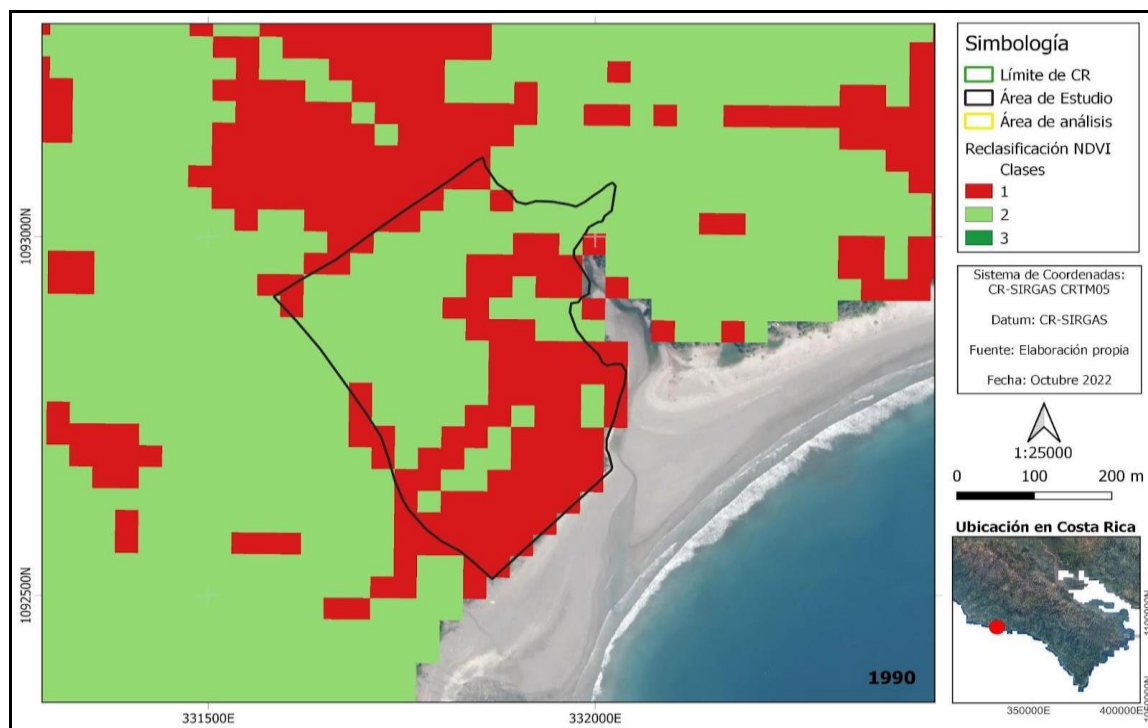 1093000N
1092500N
331500E
332000E
1990
Simbología
Límite de CR
Área de Estudio
Área de análisis
Reclasificación NDVI
Clases
1
2
3
Sistema de Coordenadas:
CR-SIRGAS CRTM05
Datum: CR-SIRGAS
Fuente: Elaboración propia
Fecha: Octubre 2022
1:25000
0 100 200 m
Ubicación en Costa Rica
1100000N
350000E
400000E